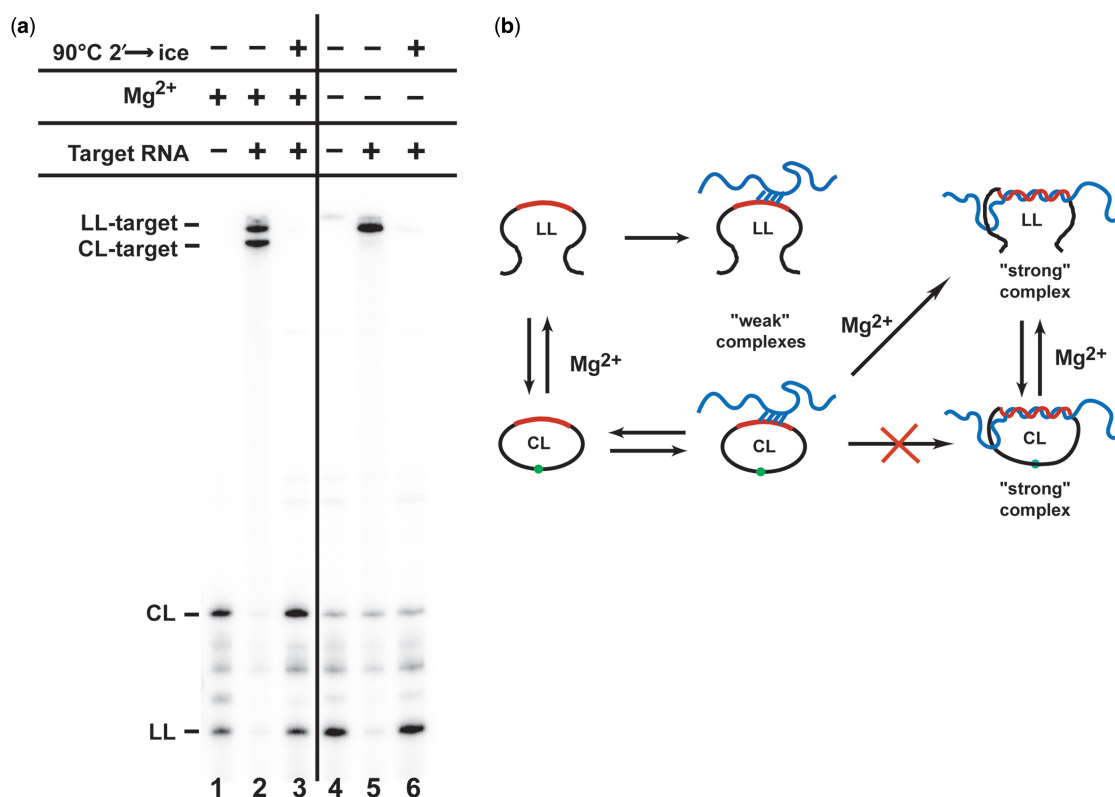 (a)
90°C 2′→ ice − − + − − +
Mg2+ + + + − − −
Target RNA − + + − + +
LL-target
CL-target
CL
LL
1 2 3 4 5 6
(b)
LL
LL
LL
"strong"
complex
"weak"
complexes
Mg2+
Mg2+
Mg2+
CL
CL
CL
"strong"
complex